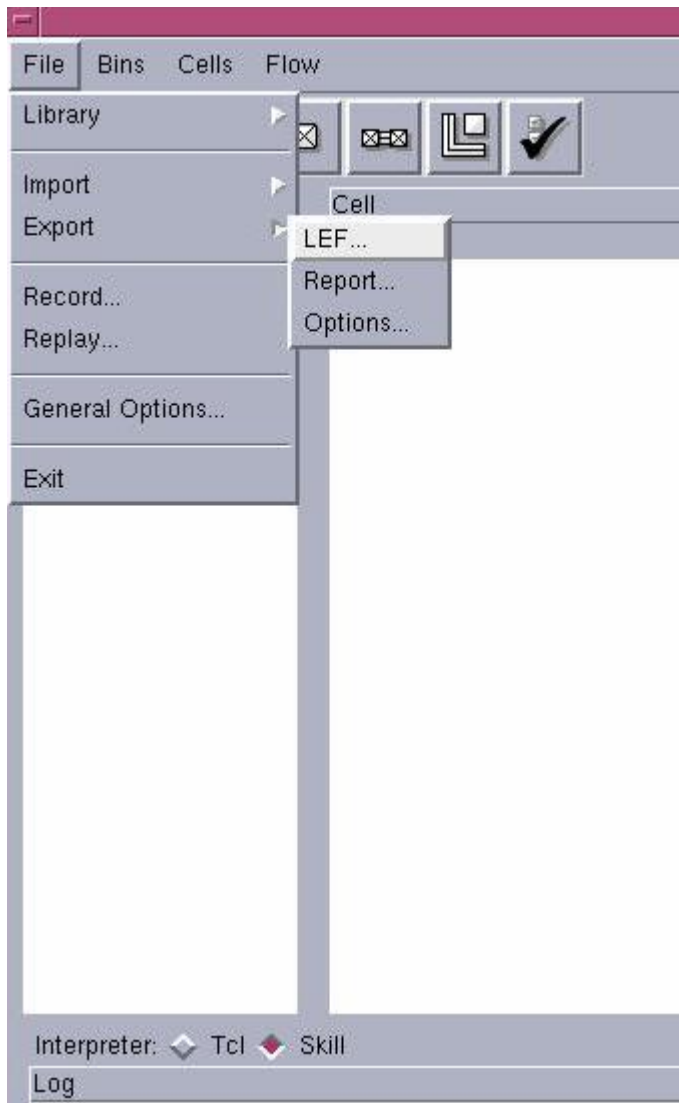 File Bins Cells Flow
Library
Import
Export
Record...
Replay...
General Options...
Exit
Cell
LEF...
Report...
Options...
Interpreter: Tcl Skill
Log